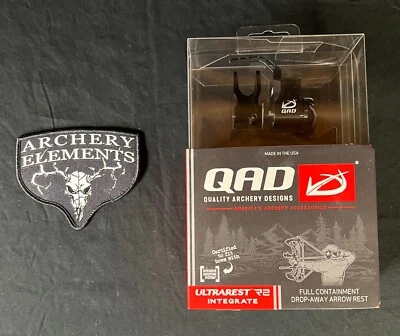 ARCHERY
ELEMENTS
QAD
MADE IN THE USA
QAD
QUALITY ARCHERY DESIGNS
AMERICA'S ARCHERY ACCESSORIES
Certified
to fit
bows with
ULTRAREST R2
INTEGRATE
FULL CONTAINMENT
DROP-AWAY ARROW REST